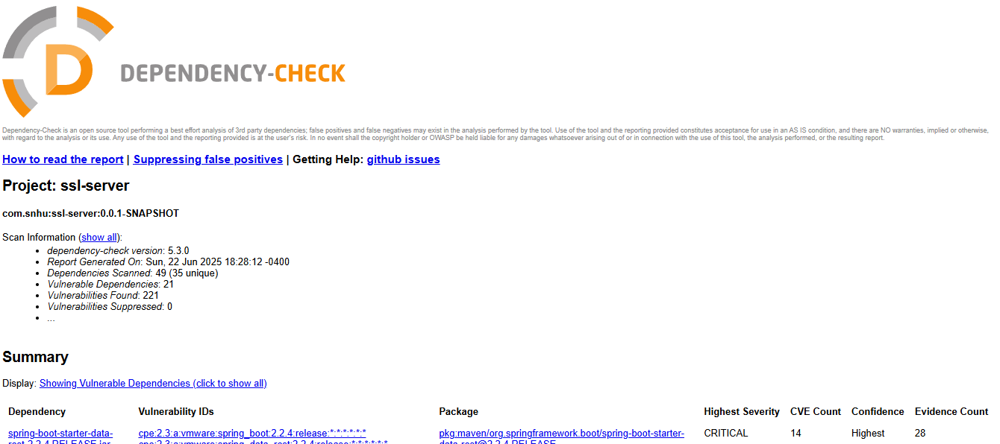 D
DEPENDENCY-CHECK
Dependency-Check is an open source tool performing a best effort analysis of 3rd party dependencies; false positives and false negatives may exist in the analysis performed by the tool. Use of the tool and the reporting provided constitutes acceptance for use in an AS IS condition, and there are NO warranties, implied or otherwise,
with regard to the analysis or its use. Any use of the tool and the reporting provided is at the user's risk. In no event shall the copyright holder or OWASP be held liable for any damages whatsoever arising out of or in connection with the use of this tool, the analysis performed, or the resulting report.
How to read the report | Suppressing false positives | Getting Help: github issues
Project: ssl-server
com.snhu:ssl-server:0.0.1-SNAPSHOT
Scan Information (show all):
• dependency-check version: 5.3.0
• Report Generated On: Sun, 22 Jun 2025 18:28:12 -0400
• Dependencies Scanned: 49 (35 unique)
• Vulnerable Dependencies: 21
• Vulnerabilities Found: 221
• Vulnerabilities Suppressed: 0
• ...
Summary
Display: Showing Vulnerable Dependencies (click to show all)
Dependency Vulnerability IDs Package Highest Severity CVE Count Confidence Evidence Count
spring-boot-starter-data- cpe:2.3:a:vmware:spring_boot:2.2.4:release:*:*:*:*:*:* pkg:maven/org.springframework.boot/spring-boot-starter- CRITICAL 14 Highest 28
rest-2.2.4.RELEASE.jar cpe:2.3:a:vmware:spring_data_rest:2.2.4:release:*:*:*:*:*:* data-rest@2.2.4.RELEASE